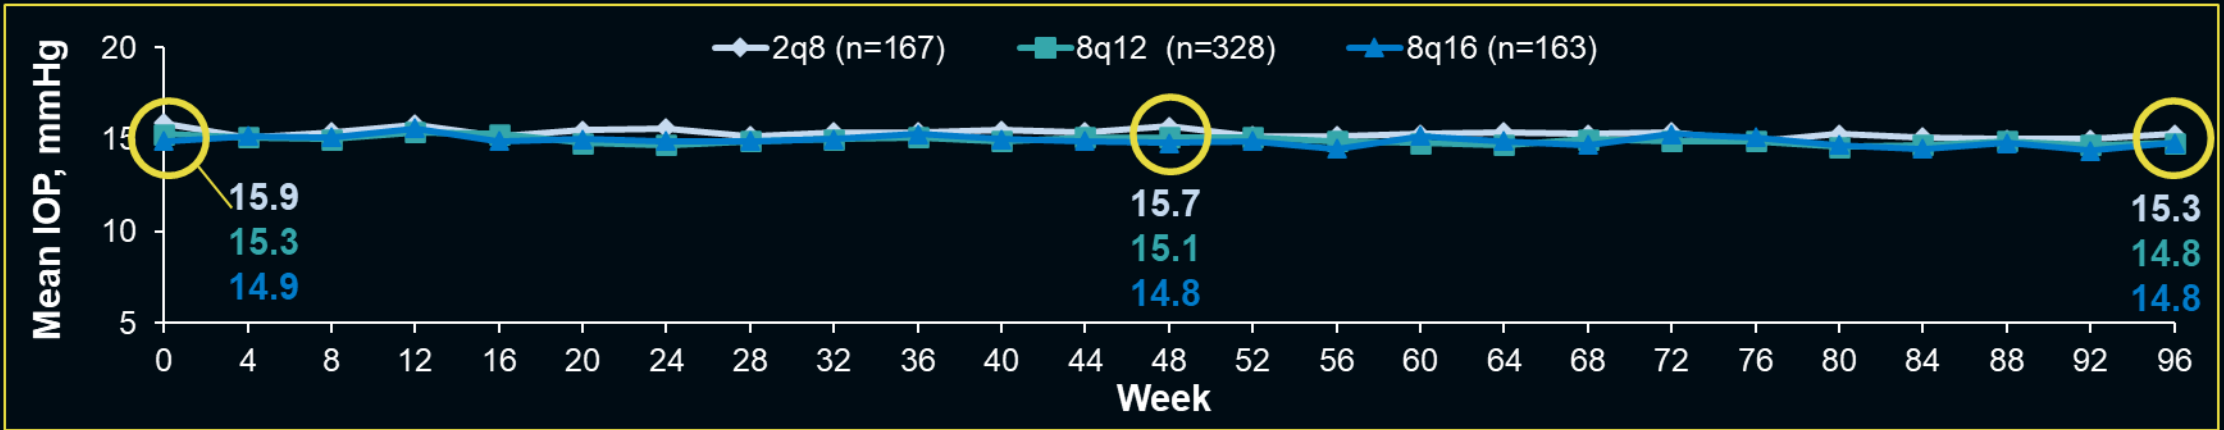 Mean IOP, mmHg
20
15
10
5
2q8 (n=167)
8q12 (n=328)
8q16 (n=163)
15.9
15.3
14.9
15.7
15.1
14.8
15.3
14.8
14.8
0 4 8 12 16 20 24 28 32 36 40 44 48 52 56 60 64 68 72 76 80 84 88 92 96
Week